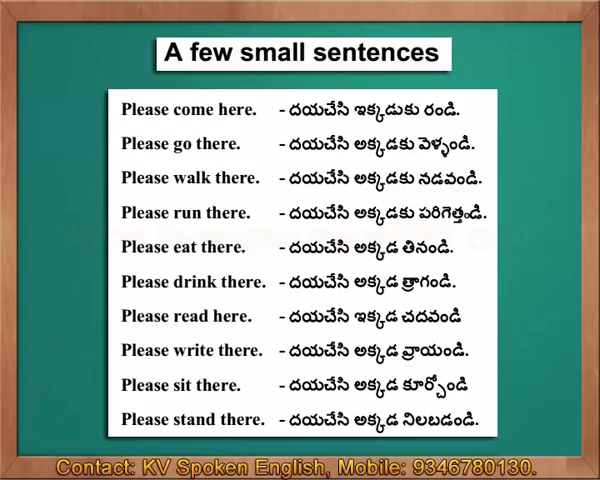 A few small sentences
Please come here. - దయచేసి ఇక్కడుకు రండి.
Please go there. - దయచేసి అక్కడకు వెళ్ళండి.
Please walk there. - దయచేసి అక్కడకు నడవండి.
Please run there. - దయచేసి అక్కడకు పరిగెత్తండి.
Please eat there. - దయచేసి అక్కడ తినండి.
Please drink there. - దయచేసి అక్కడ త్రాగండి.
Please read here. - దయచేసి ఇక్కడ చదవండి
Please write there. - దయచేసి అక్కడ వ్రాయండి.
Please sit there. - దయచేసి అక్కడ కూర్చోండి
Please stand there. - దయచేసి అక్కడ నిలబడండి.
Contact: KV Spoken English, Mobile: 9346780130.